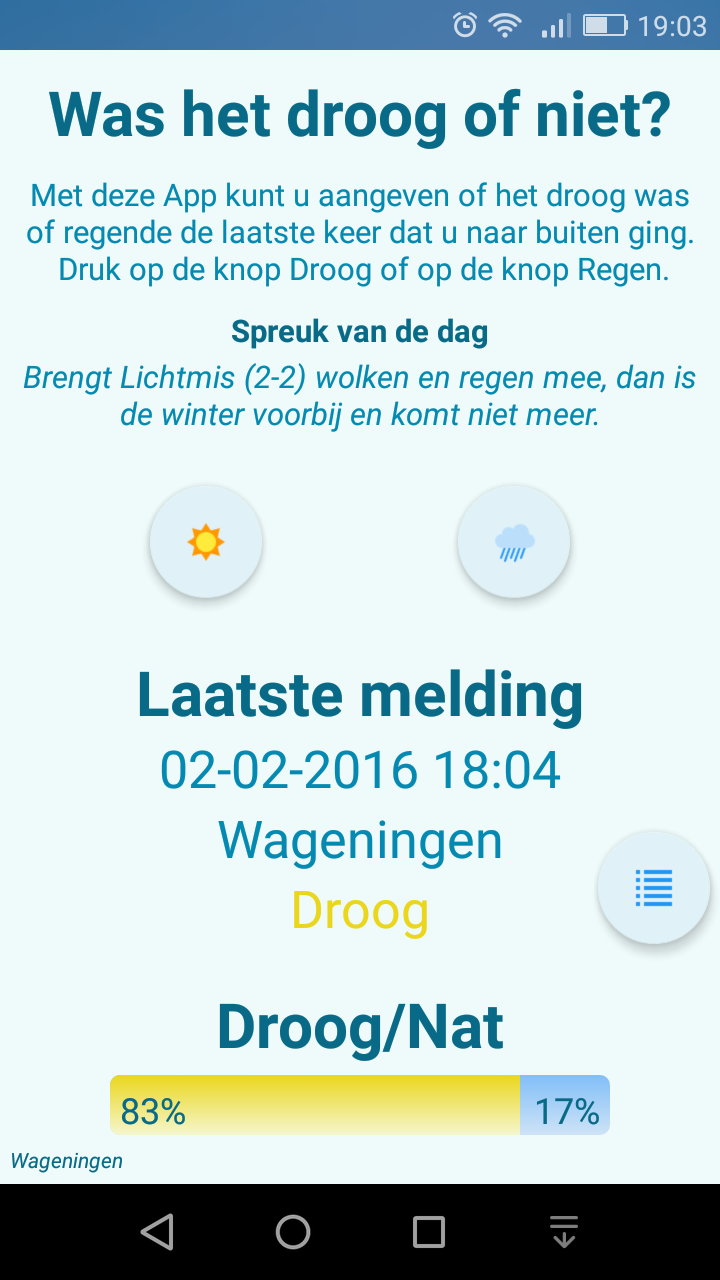 19:03
Was het droog of niet?
Met deze App kunt u aangeven of het droog was
of regende de laatste keer dat u naar buiten ging.
Druk op de knop Droog of op de knop Regen.
Spreuk van de dag
Brengt Lichtmis (2-2) wolken en regen mee, dan is
de winter voorbij en komt niet meer.
Laatste melding
02-02-2016 18:04
Wageningen
Droog
Droog/Nat
83% 17%
Wageningen